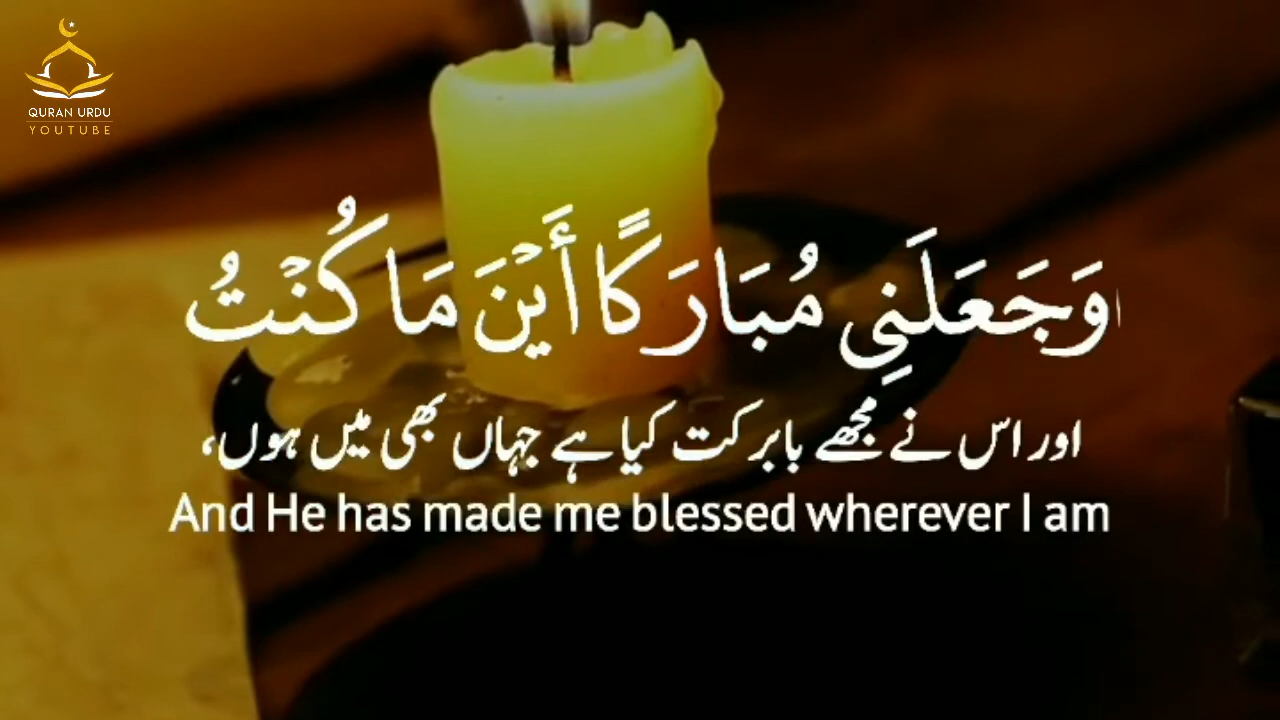 QURAN URDU
YOUTUBE
وَجَعَلَنِي مُبَارَكًا أَيْنَ مَا كُنْتُ
اور اس نے مجھے بابرکت کیا ہے جہاں بھی میں ہوں،
And He has made me blessed wherever I am